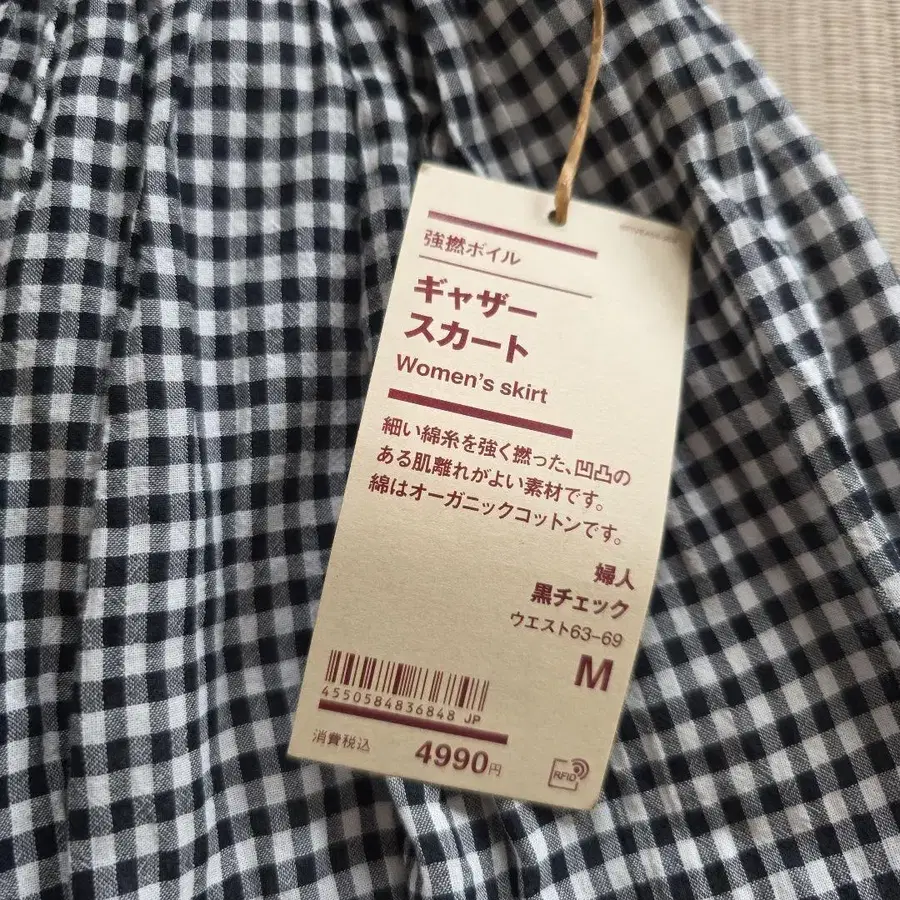 強撚ボイル
ギャザー
スカート
Women's skirt
細い綿糸を強く撚った、凹凸の
ある肌離れがよい素材です。
綿はオーガニックコットンです。
婦人
黒チェック
ウエスト63-69
M
4550584836848 JP
消費税込
4990円
RFID